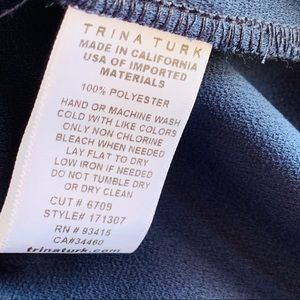 TRINA TURK
MADE IN CALIFORNIA
USA OF IMPORTED
MATERIALS
100% POLYESTER
HAND OR MACHINE WASH
COLD WITH LIKE COLORS
ONLY NON CHLORINE
BLEACH WHEN NEEDED
LAY FLAT TO DRY
LOW IRON IF NEEDED
DO NOT TUMBLE DRY
OR DRY CLEAN
CUT # 6709
STYLE# 171307
RN # 93415
CA#34460
trinaturk.com